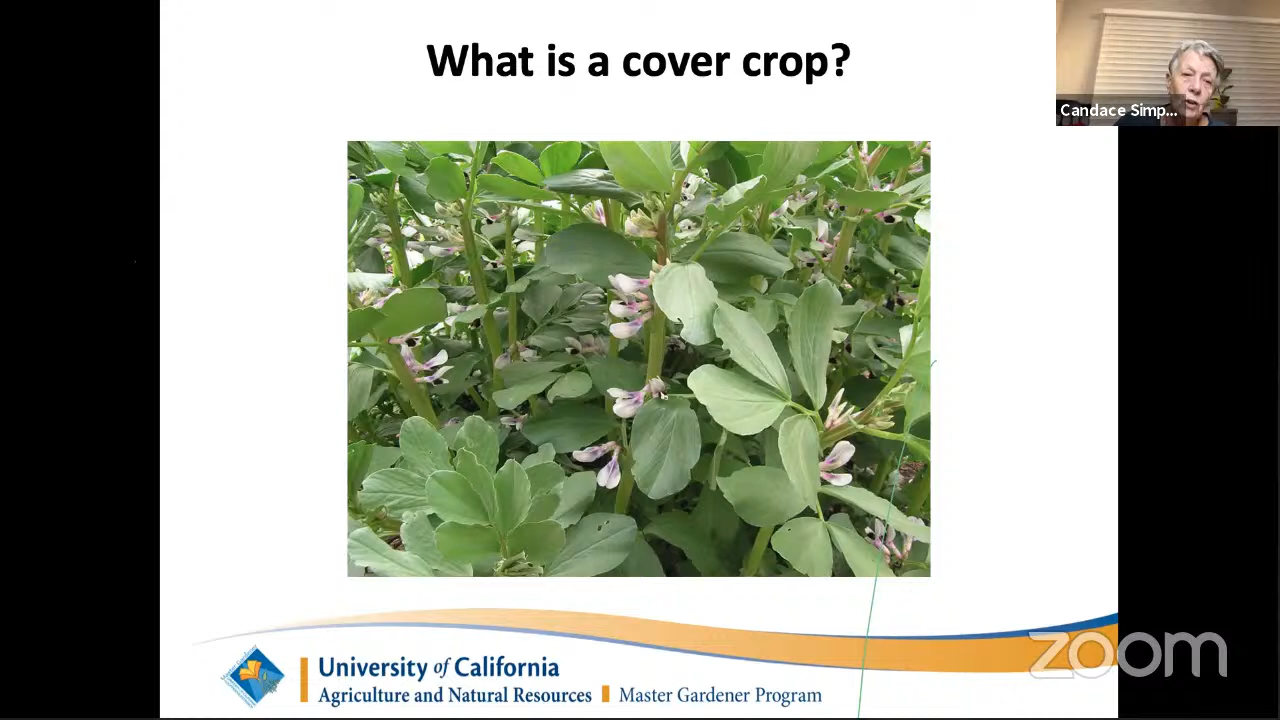 What is a cover crop?
Candace Simp...
University of California
Agriculture and Natural Resources
Master Gardener Program
zoom